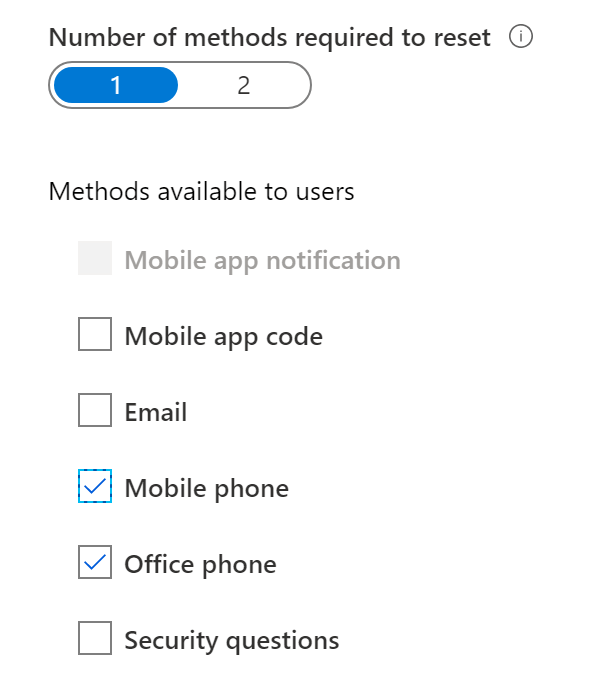 Number of methods required to reset
1 2
Methods available to users
Mobile app notification
Mobile app code
Email
Mobile phone
Office phone
Security questions